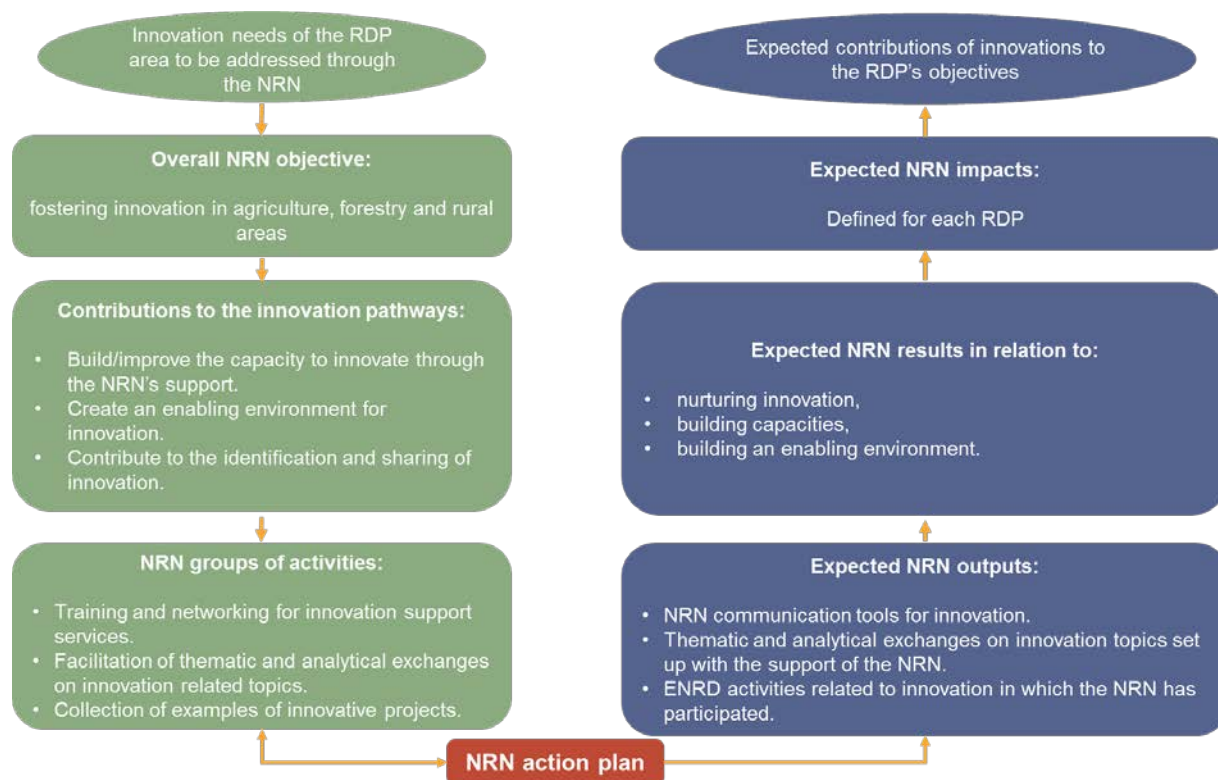 Innovation needs of the RDP
area to be addressed through
the NRN
Overall NRN objective:
fostering innovation in agriculture, forestry and rural
areas
Contributions to the innovation pathways:
• Build/improve the capacity to innovate through
the NRN's support.
• Create an enabling environment for
innovation.
• Contribute to the identification and sharing of
innovation.
NRN groups of activities:
• Training and networking for innovation support
services.
• Facilitation of thematic and analytical exchanges
on innovation related topics.
• Collection of examples of innovative projects.
NRN action plan
Expected contributions of innovations to
the RDP's objectives
Expected NRN impacts:
Defined for each RDP
Expected NRN results in relation to:
• nurturing innovation,
• building capacities,
• building an enabling environment.
Expected NRN outputs:
• NRN communication tools for innovation.
• Thematic and analytical exchanges on innovation topics set
up with the support of the NRN.
• ENRD activities related to innovation in which the NRN has
participated.